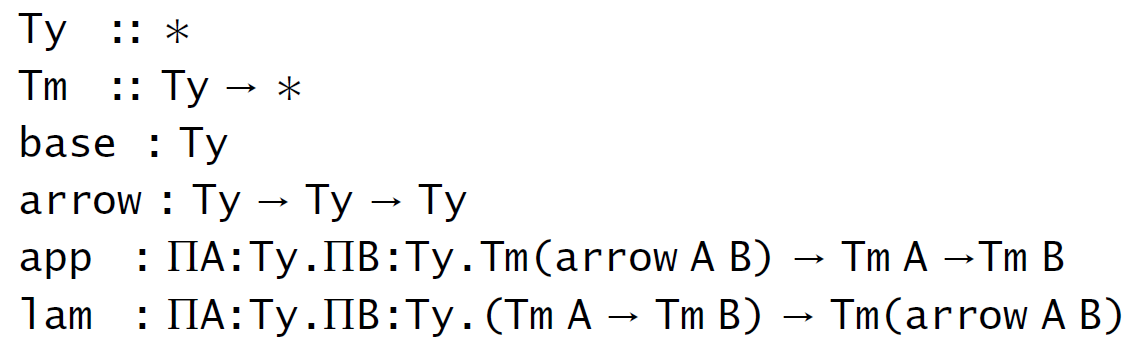 Ty :: ∗
Tm :: Ty → ∗
base : Ty
arrow : Ty → Ty → Ty
app : ΠA:Ty.ΠB:Ty.Tm(arrow A B) → Tm A →Tm B
lam : ΠA:Ty.ΠB:Ty.(Tm A → Tm B) → Tm(arrow A B)